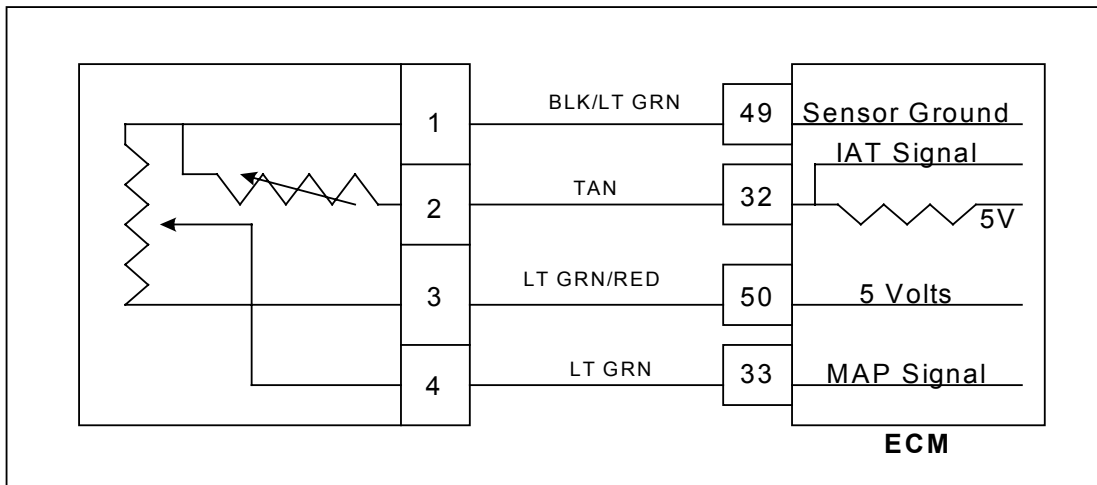 1 BLK/LT GRN 49 Sensor Ground
IAT Signal
2 TAN 32
5V
3 LT GRN/RED 50 5 Volts
4 LT GRN 33 MAP Signal
ECM